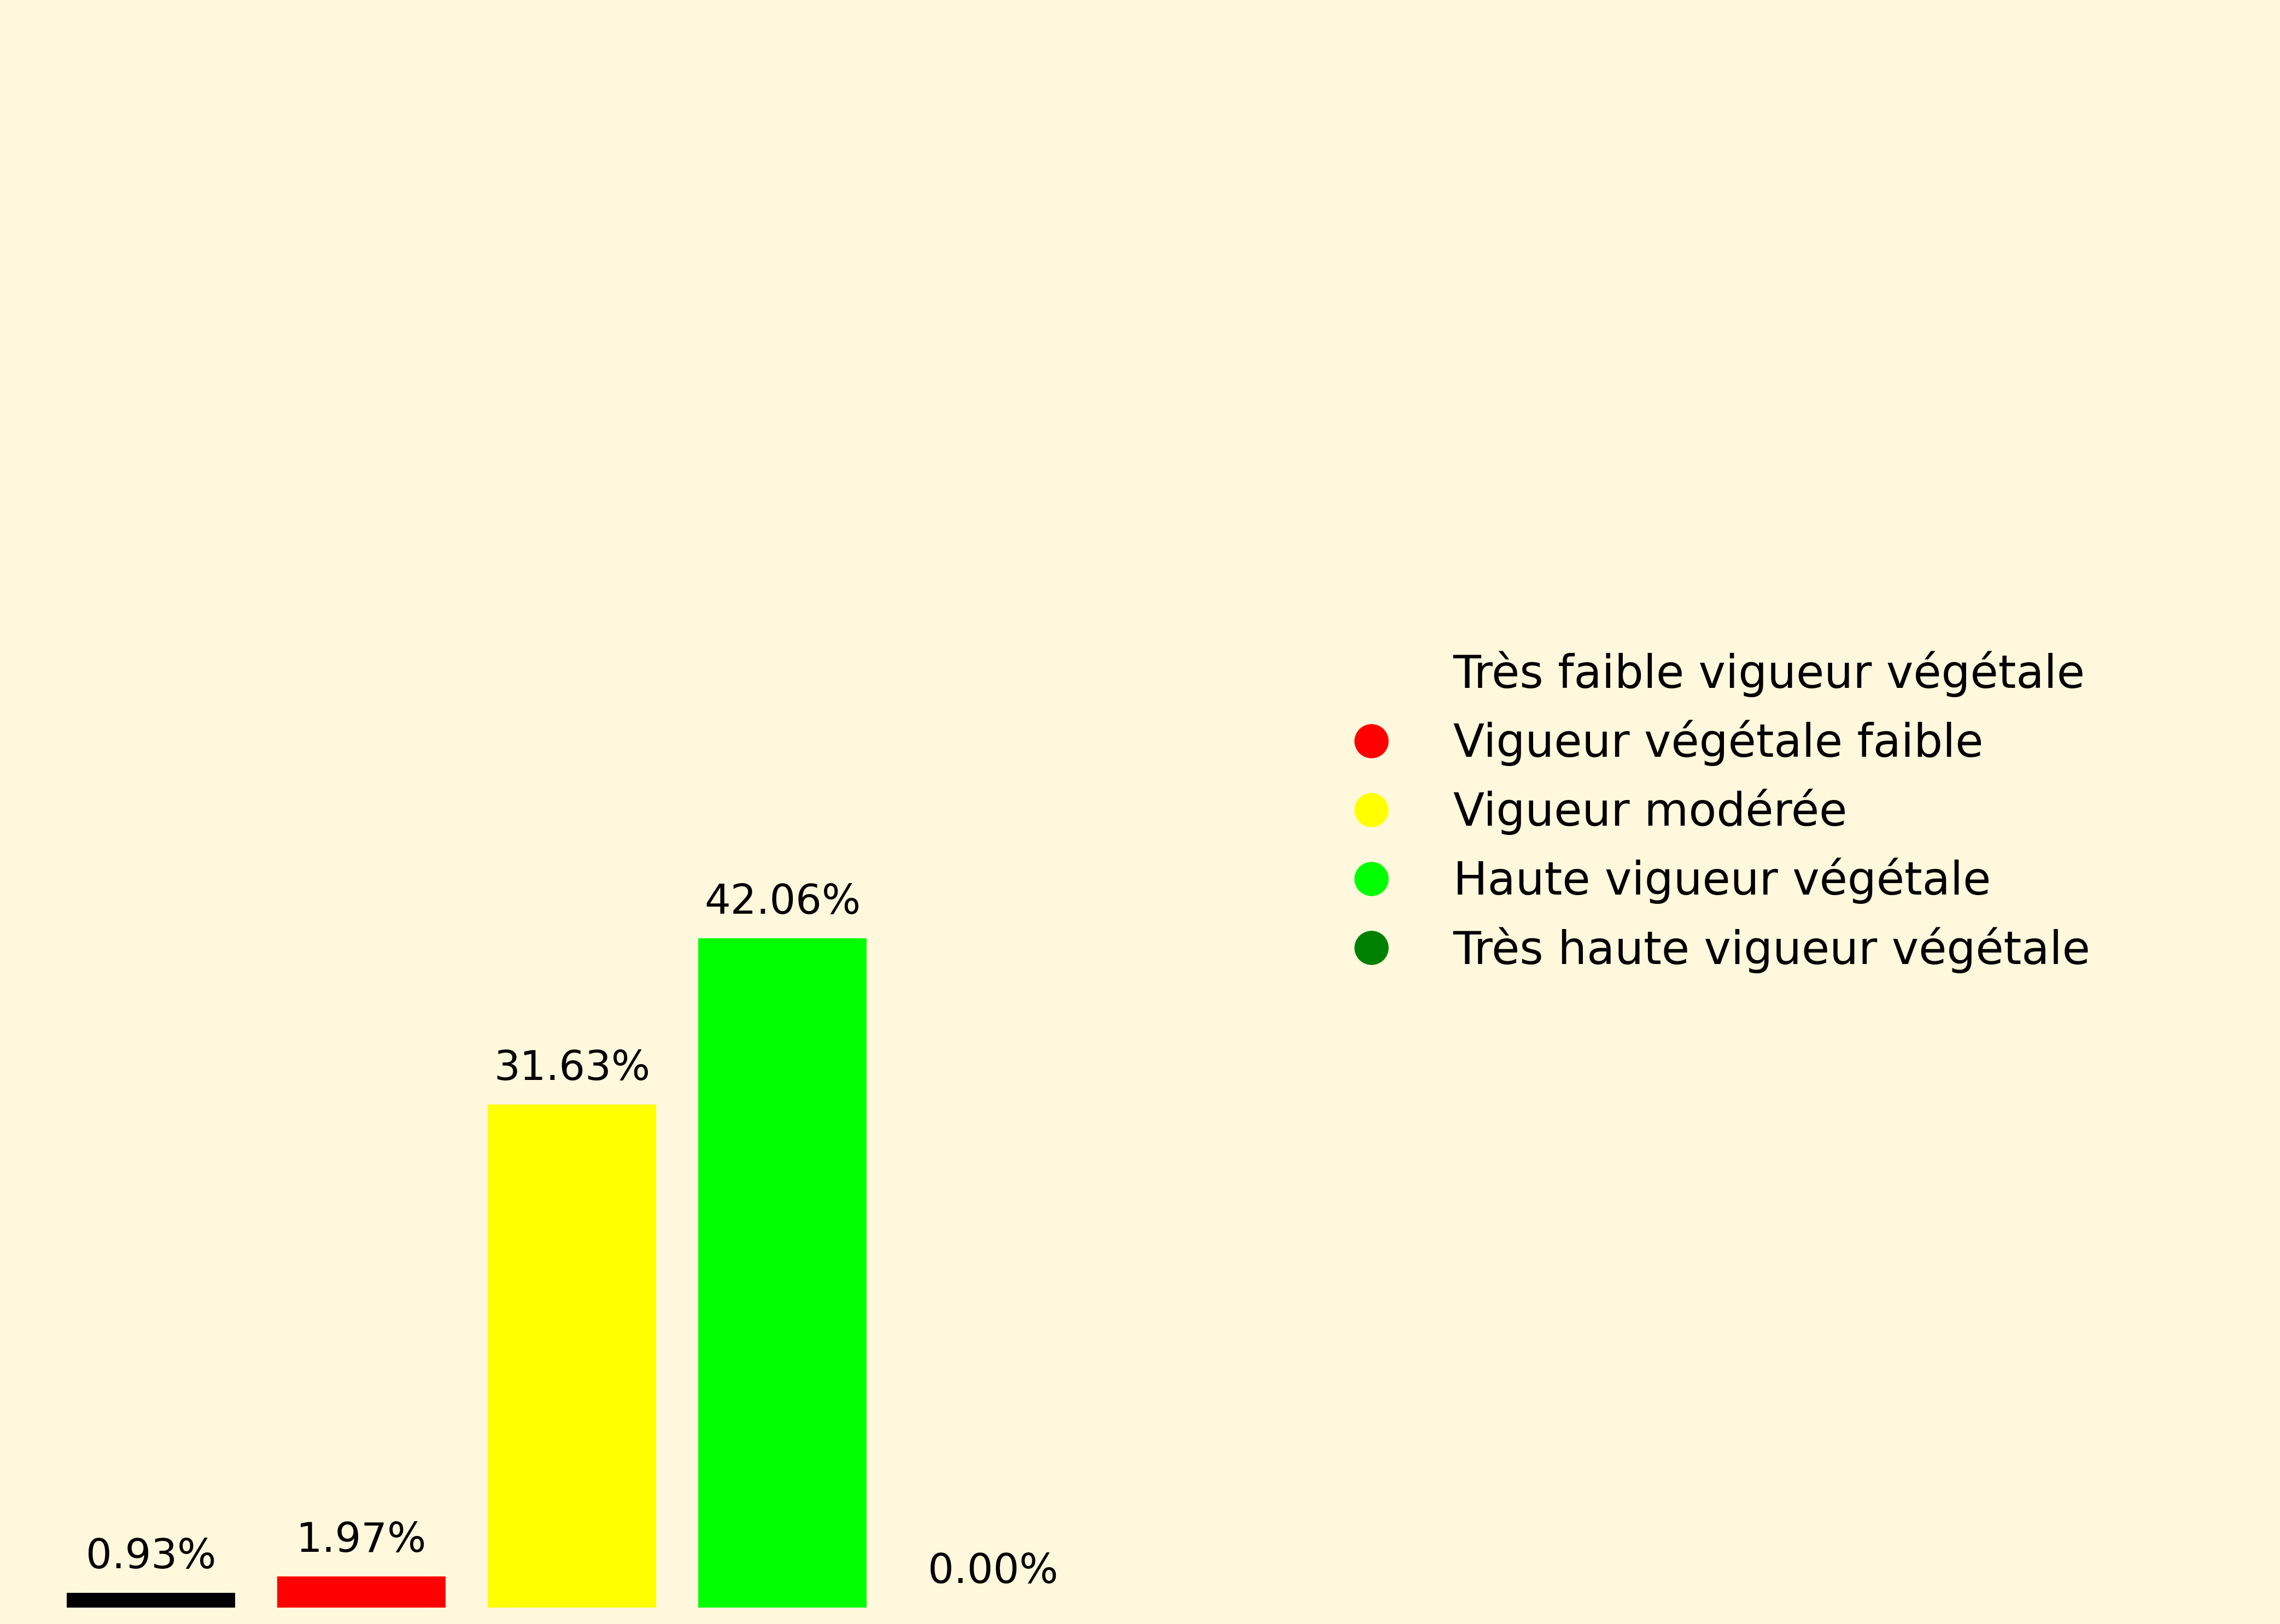 Très faible vigueur végétale
Vigueur végétale faible
Vigueur modérée
Haute vigueur végétale
Très haute vigueur végétale
42.06%
31.63%
1.97%
0.93%
0.00%